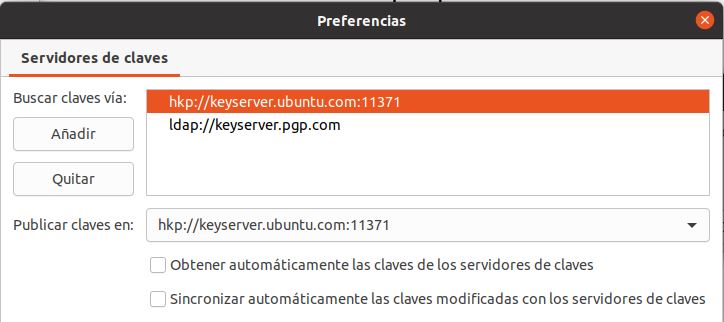 Preferencias
Servidores de claves
Buscar claves vía:
hkp://keyserver.ubuntu.com:11371
ldap://keyserver.pgp.com
Añadir
Quitar
Publicar claves en:
hkp://keyserver.ubuntu.com:11371
Obtener automáticamente las claves de los servidores de claves
Sincronizar automáticamente las claves modificadas con los servidores de claves